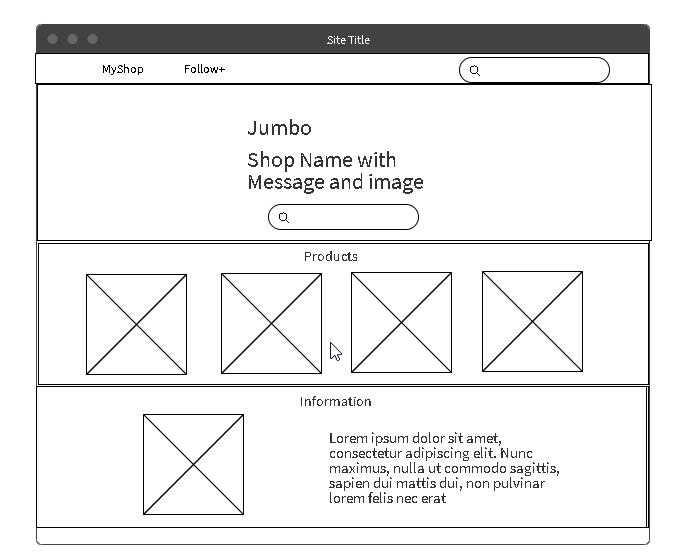 Site Title
MyShop Follow+
Jumbo
Shop Name with
Message and image
Products
Information
Lorem ipsum dolor sit amet,
consectetur adipiscing elit. Nunc
maximus, nulla ut commodo sagittis,
sapien dui mattis dui, non pulvinar
lorem felis nec erat